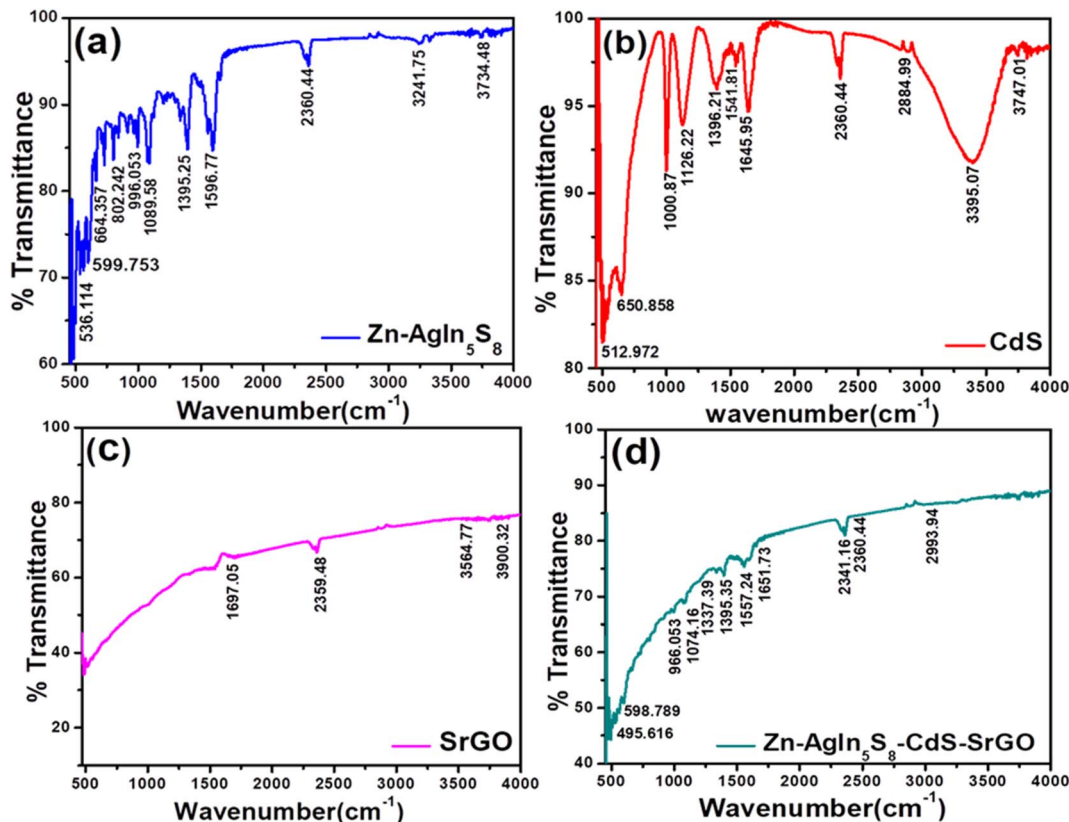 (a)
100
90
80
70
60
% Transmittance
536.114
599.753
664.357
802.242
996.053
1089.58
1395.25
1596.77
2360.44
3241.75
3734.48
Zn-AgIn₅S₈
500 1000 1500 2000 2500 3000 3500 4000
Wavenumber(cm⁻¹)
(b)
100
95
90
85
80
% Transmittance
512.972
650.858
1000.87
1126.22
1396.21
1541.81
1645.95
2360.44
2884.99
3395.07
3747.01
CdS
500 1000 1500 2000 2500 3000 3500 4000
wavenumber(cm⁻¹)
(c)
100
80
60
40
20
% Transmittance
1697.05
2359.48
3564.77
3900.32
SrGO
500 1000 1500 2000 2500 3000 3500 4000
Wavenumber(cm⁻¹)
(d)
100
90
80
70
60
50
40
% Transmittance
495.616
598.789
966.053
1074.16
1337.39
1395.35
1557.24
1651.73
2341.16
2360.44
2993.94
Zn-AgIn₅S₈-CdS-SrGO
500 1000 1500 2000 2500 3000 3500 4000
Wavenumber(cm⁻¹)